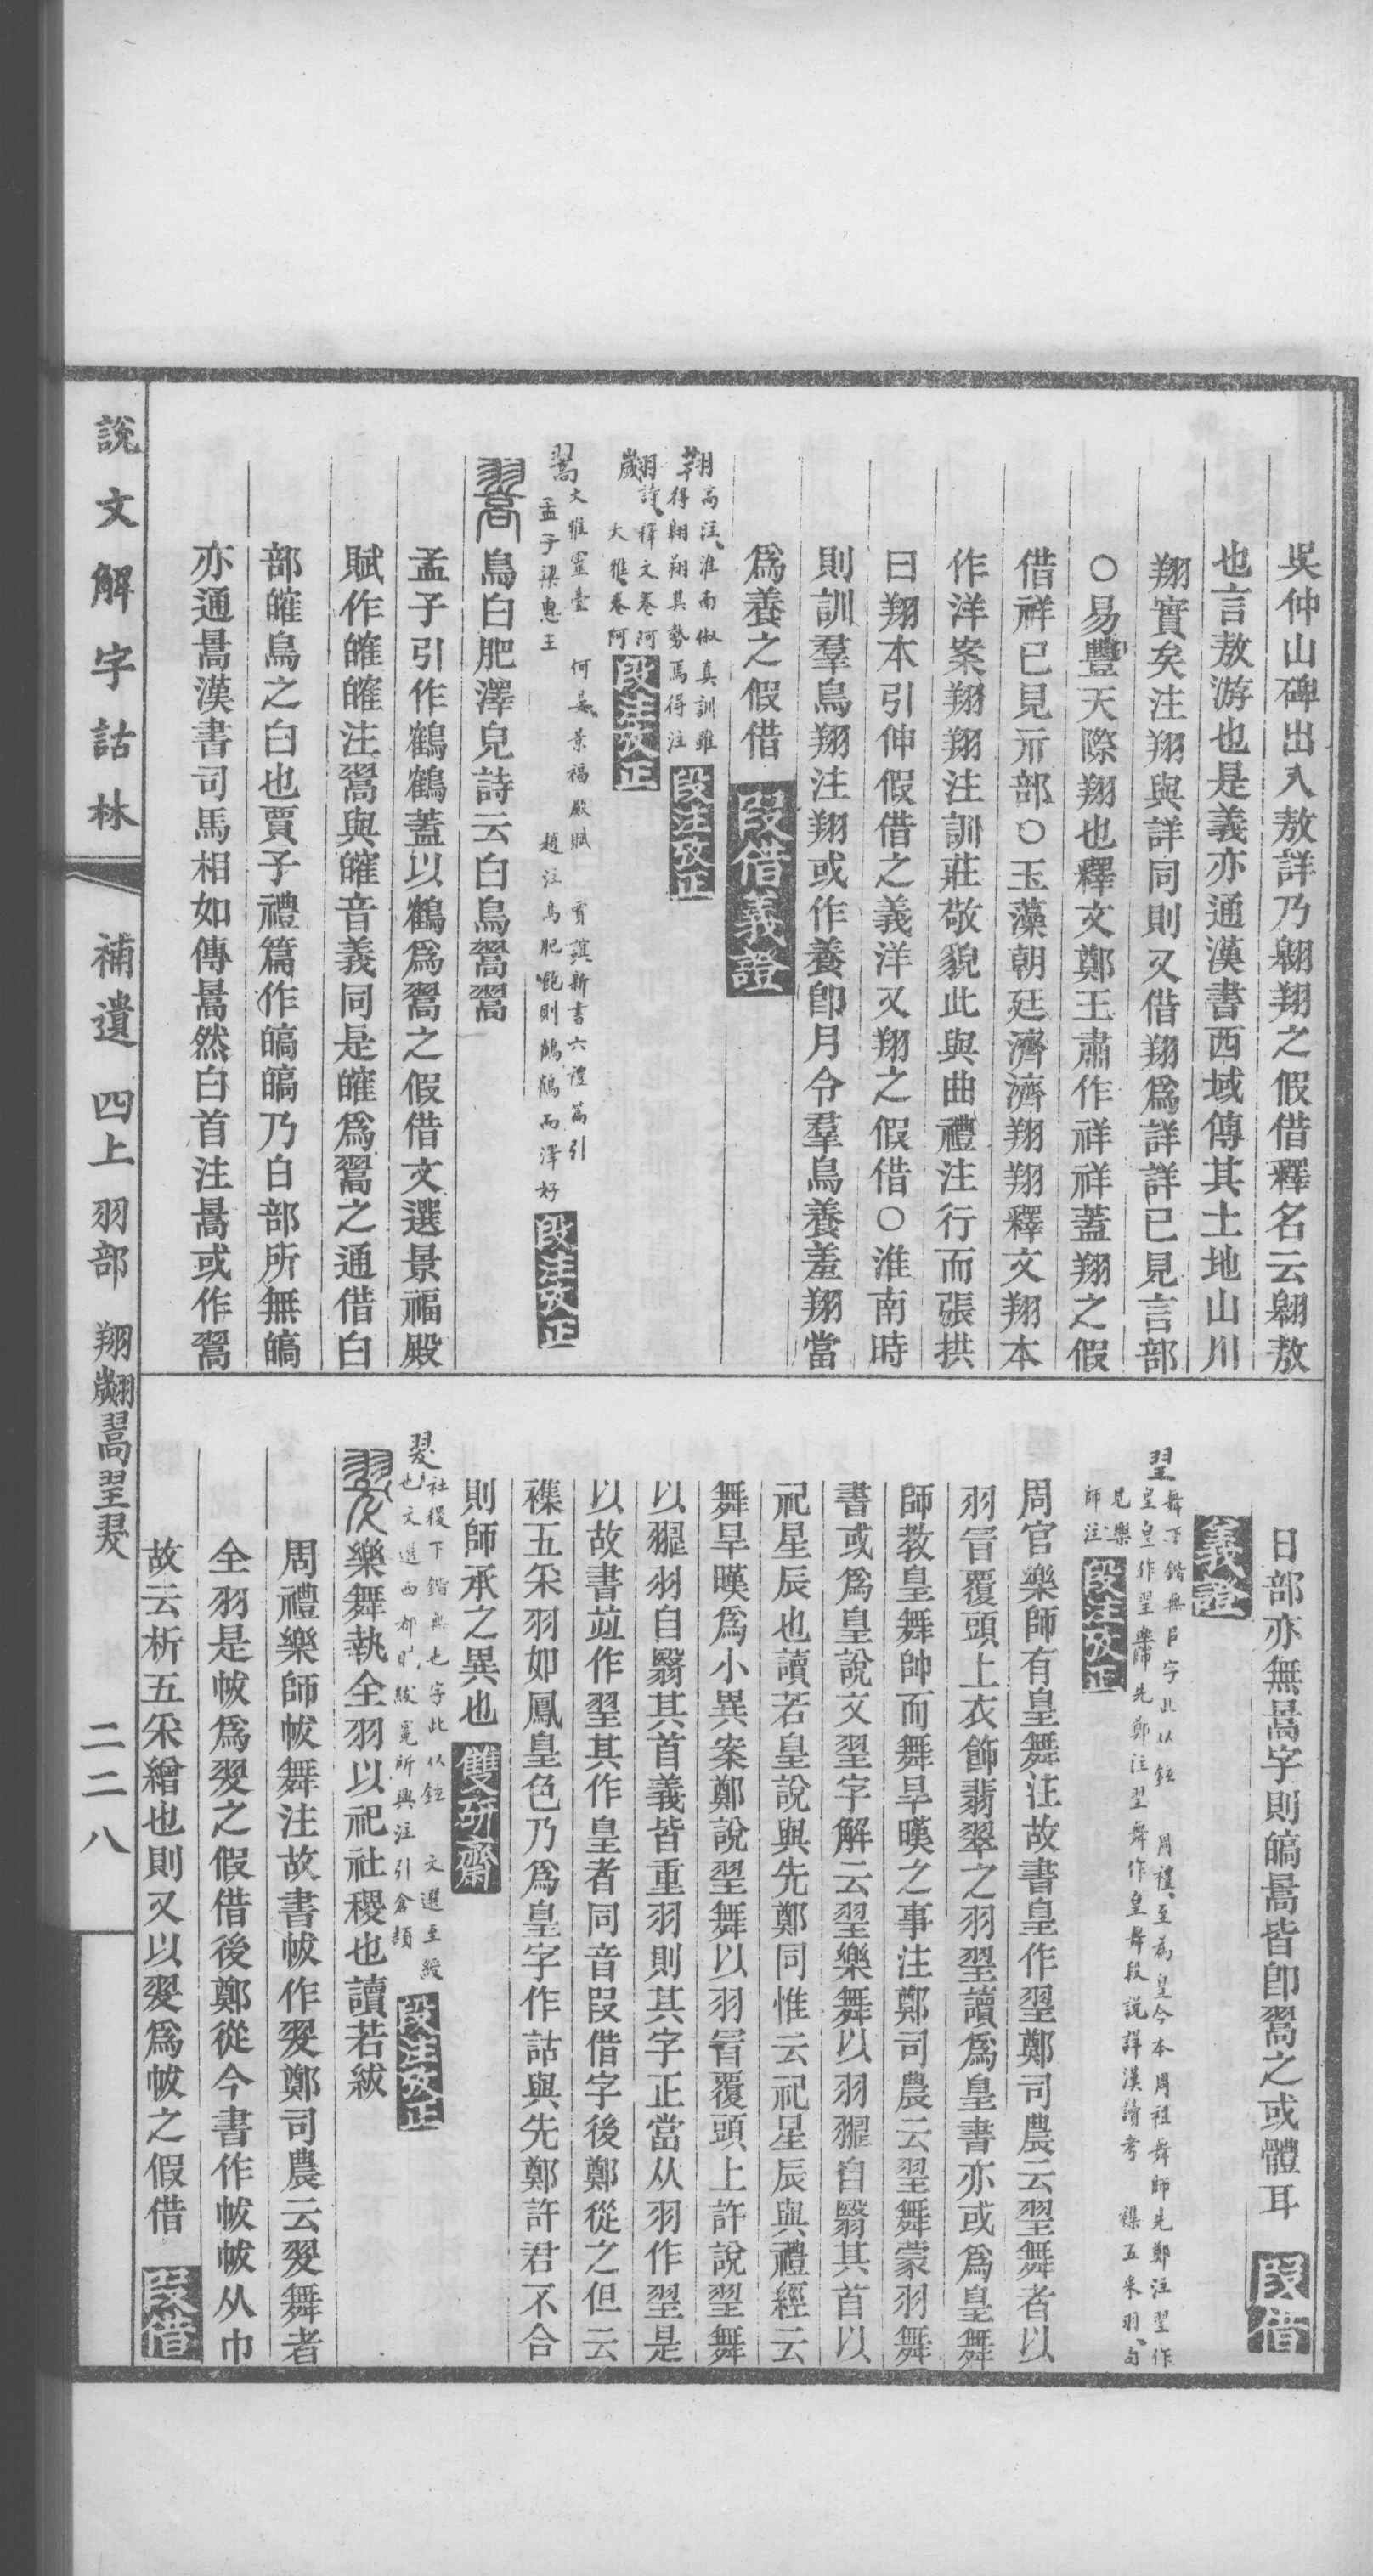 吳仲山碑出入敖詳乃翱翔之假借釋名云翱敖
也言敖游也是義亦通漢書西域傳其土地山川
翔實矣注翔與詳同則又借翔爲詳詳已見言部
○易豐天際翔也釋文鄭王肅作祥祥蓋翔之假
借祥已見示部○玉藻朝廷濟濟翔翔釋文翔本
作洋案翔翔注訓莊敬貌此與曲禮注行而張拱
曰翔本引伸假借之義洋又翔之假借○淮南時
則訓羣鳥翔注翔或作養卽月令羣鳥養羞翔當
爲養之假借 叚借義證
翔高注淮南俶真訓雖
得翱翔其勢焉得注 段注攷正
翽詩釋文卷阿
大雅卷阿 段注攷正
翯大雅靈臺 何晏景福殿賦 賈誼新書六禮篇引
孟子梁惠王 趙注鳥肥飽則鶴鶴而澤好 段注攷正
翯鳥白肥澤皃詩云白鳥翯翯
孟子引作鶴鶴蓋以鶴爲翯之假借文選景福殿
賦作皠皠注翯與皠音義同是皠爲翯之通借白
部皠鳥之白也賈子禮篇作皜皜乃白部所無皜
亦通暠漢書司馬相如傳暠然白首注暠或作翯
日部亦無暠字則皜暠皆卽翯之或體耳 叚借
義證
翌舞下鍇無㠯字此以鉉 周禮至爲皇今本周禮舞師先鄭注翌作
皇皇作翌樂師先鄭注翌舞作皇舞段說詳漢讀考 襍五采羽句
見樂
師注 段注攷正
周官樂師有皇舞注故書皇作翌鄭司農云翌舞者以
羽冒覆頭上衣飾翡翠之羽翌讀爲皇書亦或爲皇舞
師教皇舞帥而舞旱暵之事注鄭司農云翌舞蒙羽舞
書或爲皇說文翌字解云翌樂舞以羽翿自翳其首以
祀星辰也讀若皇說與先鄭同惟云祀星辰與禮經云
舞旱暵爲小異案鄭說翌舞以羽冒覆頭上許說翌舞
以翿羽自翳其首義皆重羽則其字正當从羽作翌是
以故書竝作翌其作皇者同音叚借字後鄭從之但云
襍五采羽如鳳皇色乃爲皇字作詁與先鄭許君不合
則師承之異也 雙硏齋
翇社稷下鍇無也字此从鉉 文選至綬
也文選西都賦紱冕所興注引倉頡 段注攷正
翇樂舞執全羽以祀社稷也讀若紱
周禮樂師帗舞注故書帗作翇鄭司農云翇舞者
全羽是帗爲翇之假借後鄭從今書作帗帗从巾
故云析五采繒也則又以翇爲帗之假借 叚借
說文解字詁林 補遺 四上羽部 翔翽翯翌翇 二二八